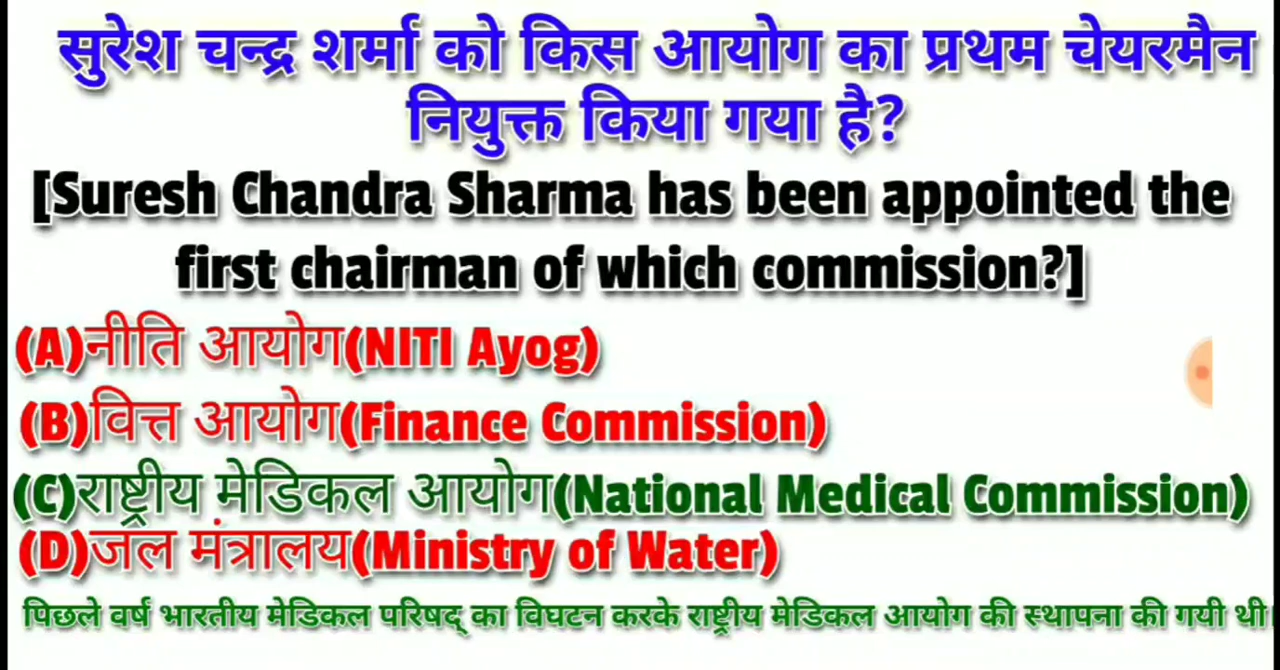 सुरेश चन्द्र शर्मा को किस आयोग का प्रथम चेयरमैन
नियुक्त किया गया है?
[Suresh Chandra Sharma has been appointed the
first chairman of which commission?]
(A)नीति आयोग(NITI Ayog)
(B)वित्त आयोग(Finance Commission)
(C)राष्ट्रीय मेडिकल आयोग(National Medical Commission)
(D)जल मंत्रालय(Ministry of Water)
पिछले वर्ष भारतीय मेडिकल परिषद् का विघटन करके राष्ट्रीय मेडिकल आयोग की स्थापना की गयी थी